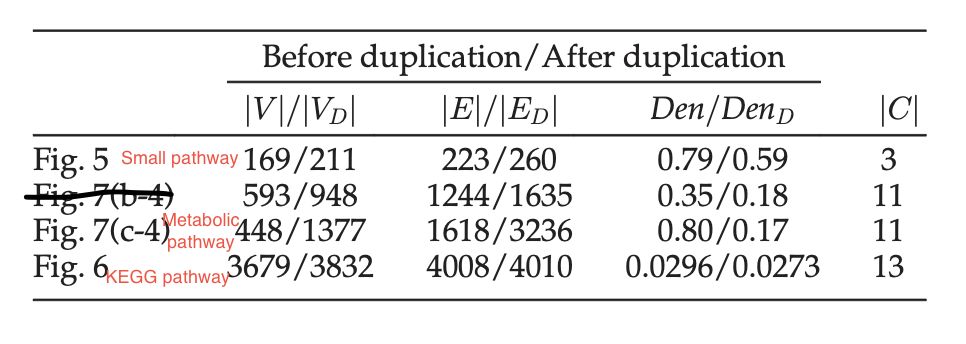 Before duplication/After duplication
|V|/|V_D| |E|/|E_D| Den/Den_D |C|
Fig. 5 Small pathway 169/211 223/260 0.79/0.59 3
Fig. 7(b-4) 593/948 1244/1635 0.35/0.18 11
Fig. 7(c-4) Metabolic pathway 448/1377 1618/3236 0.80/0.17 11
Fig. 6 KEGG pathway 3679/3832 4008/4010 0.0296/0.0273 13